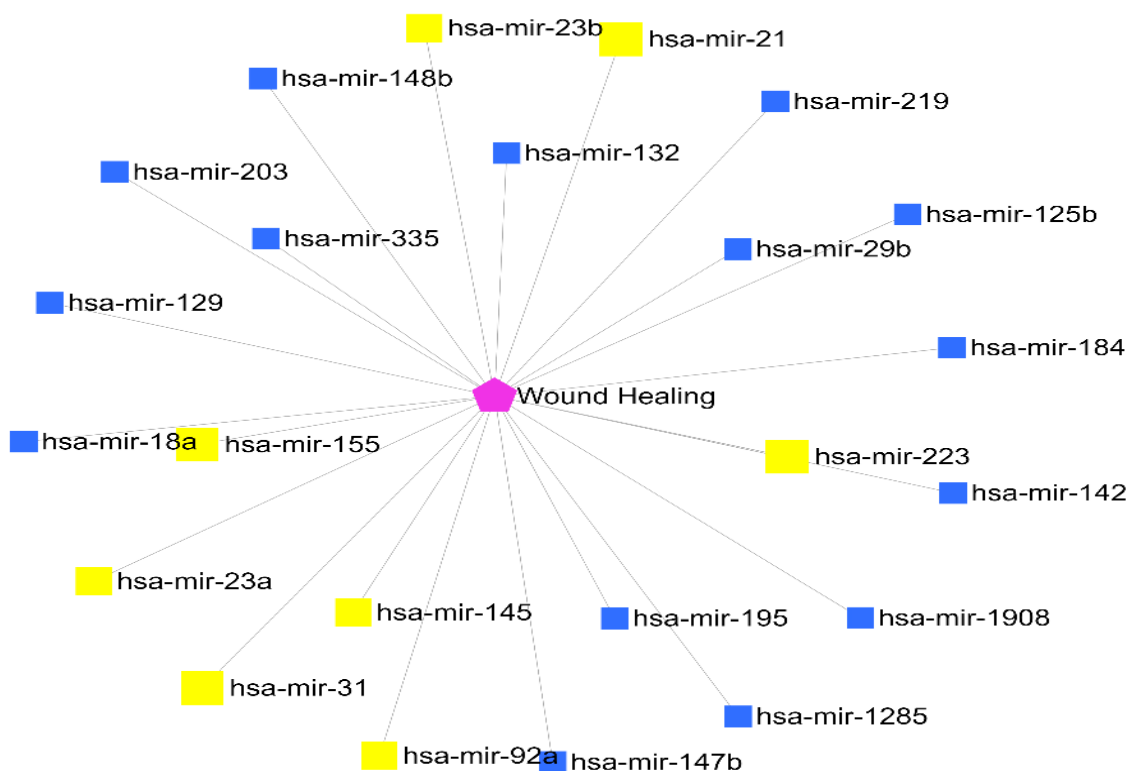 hsa-mir-23b
hsa-mir-21
hsa-mir-148b
hsa-mir-219
hsa-mir-132
hsa-mir-203
hsa-mir-125b
hsa-mir-335
hsa-mir-29b
hsa-mir-129
hsa-mir-184
Wound Healing
hsa-mir-18a
hsa-mir-155
hsa-mir-223
hsa-mir-142
hsa-mir-23a
hsa-mir-145
hsa-mir-195
hsa-mir-1908
hsa-mir-31
hsa-mir-1285
hsa-mir-92a
hsa-mir-147b